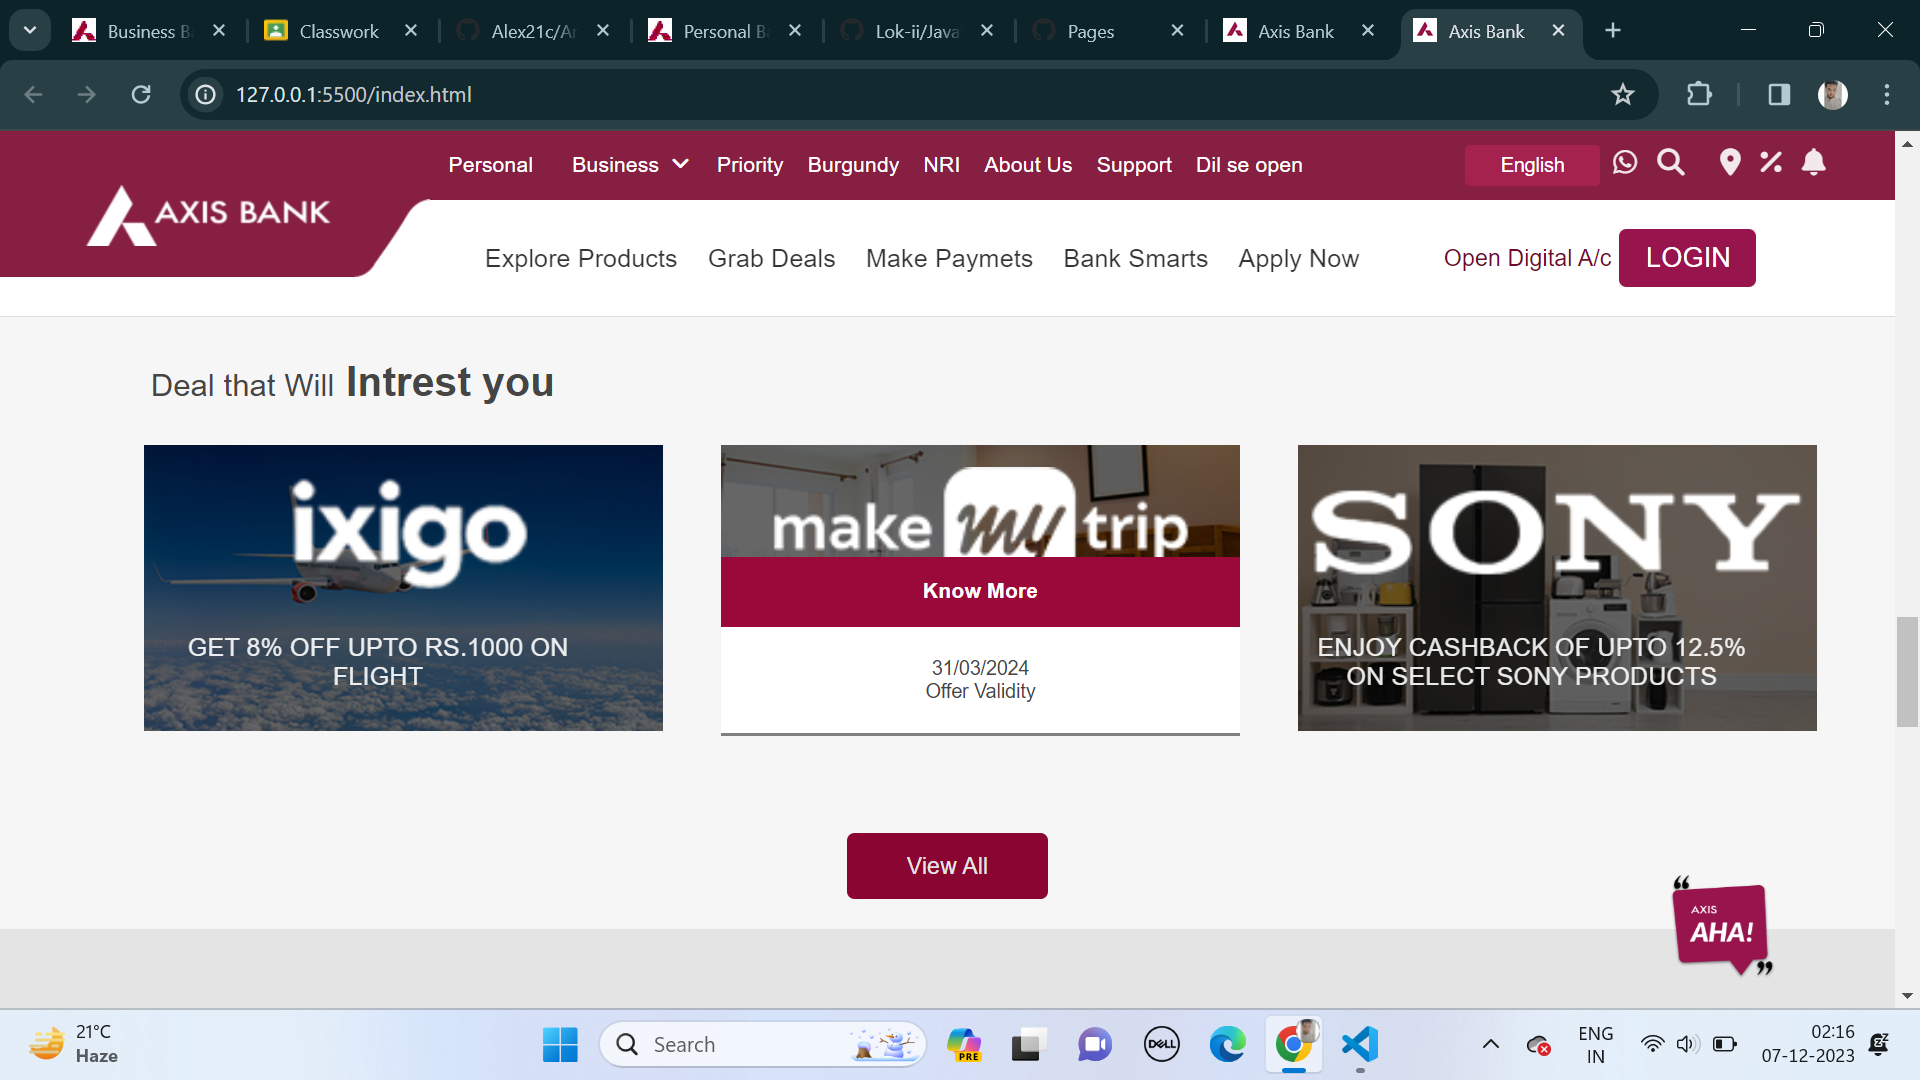 Business B
Classwork
Alex21c/Ar
Personal Ba
Lok-ii/Java
Pages
Axis Bank
Axis Bank
127.0.0.1:5500/index.html
Personal
Business
Priority
Burgundy
NRI
About Us
Support
Dil se open
English
AXIS BANK
Explore Products
Grab Deals
Make Paymets
Bank Smarts
Apply Now
Open Digital A/c
LOGIN
Deal that Will Intrest you
ixigo
GET 8% OFF UPTO RS.1000 ON
FLIGHT
make my trip
Know More
31/03/2024
Offer Validity
SONY
ENJOY CASHBACK OF UPTO 12.5%
ON SELECT SONY PRODUCTS
View All
“
AXIS
AHA!
”
21°C
Haze
Search
PRE
DELL
ENG
IN
02:16
07-12-2023